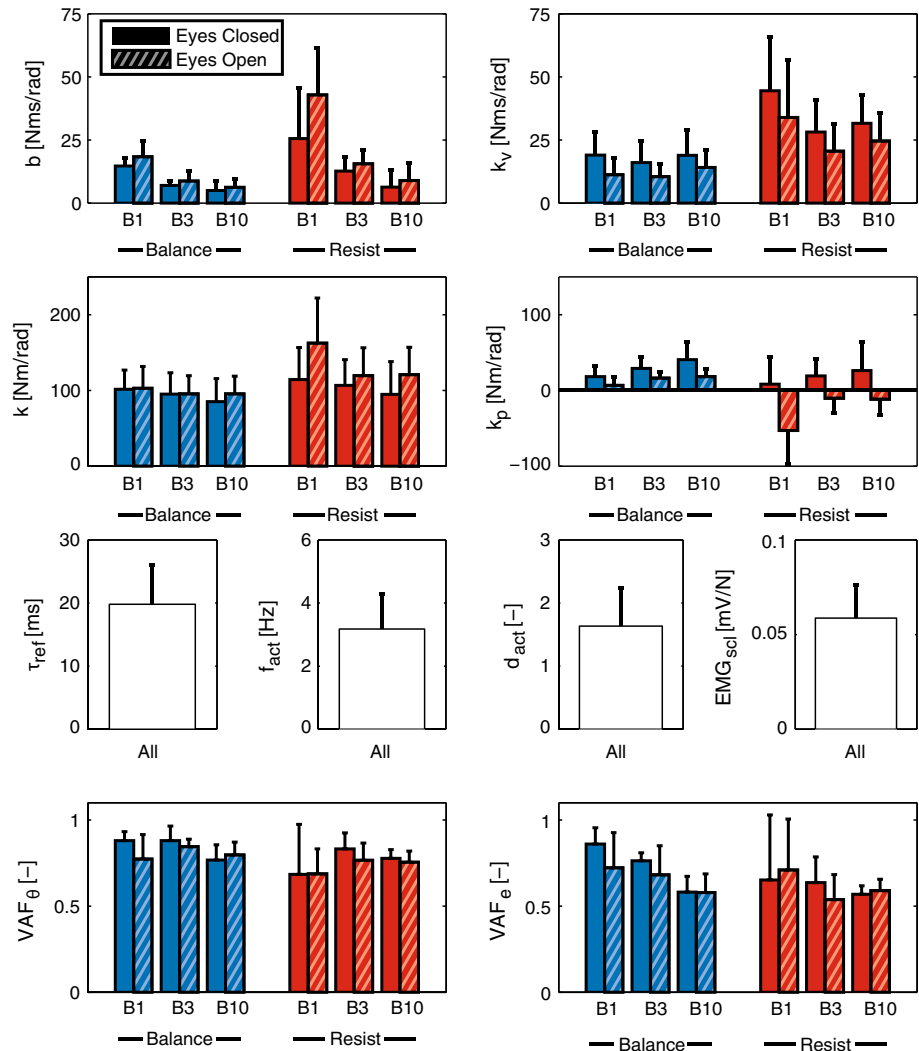 Eyes Closed
Eyes Open
b [Nms/rad]
75
50
25
0
B1 B3 B10 B1 B3 B10
Balance Resist
k_v [Nms/rad]
75
50
25
0
B1 B3 B10 B1 B3 B10
Balance Resist
k [Nm/rad]
200
100
0
B1 B3 B10 B1 B3 B10
Balance Resist
k_p [Nm/rad]
100
0
−100
B1 B3 B10 B1 B3 B10
Balance Resist
τ_ref [ms]
30
20
10
0
All
f_act [Hz]
6
4
2
0
All
d_act [−]
3
2
1
0
All
EMG_scl [mV/N]
0.1
0.05
0
All
VAF_θ [−]
1
0.5
0
B1 B3 B10 B1 B3 B10
Balance Resist
VAF_e [−]
1
0.5
0
B1 B3 B10 B1 B3 B10
Balance Resist